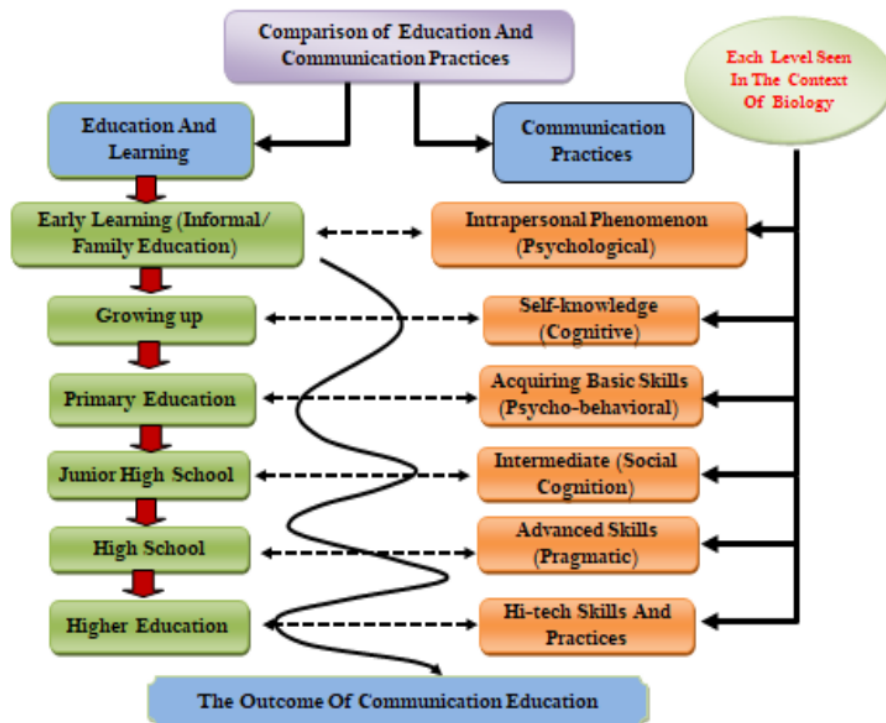 Comparison of Education And
Communication Practices
Each Level Seen
In The Context
Of Biology
Education And
Learning
Communication
Practices
Early Learning (Informal/
Family Education)
Intrapersonal Phenomenon
(Psychological)
Growing up
Self-knowledge
(Cognitive)
Primary Education
Acquiring Basic Skills
(Psycho-behavioral)
Junior High School
Intermediate (Social
Cognition)
High School
Advanced Skills
(Pragmatic)
Higher Education
Hi-tech Skills And
Practices
The Outcome Of Communication Education